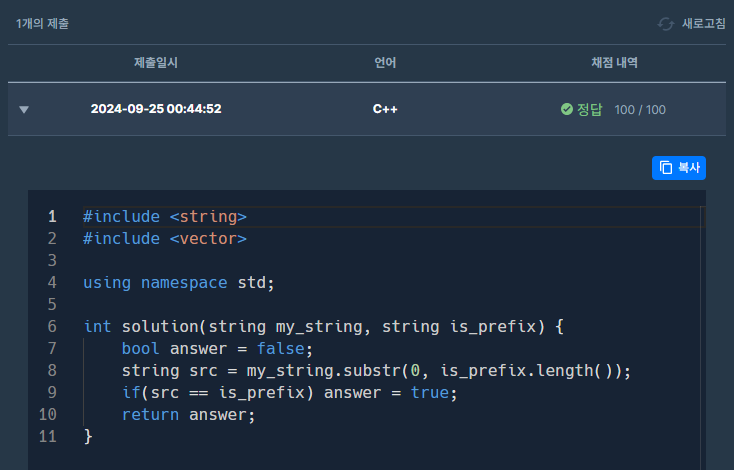 1개의 제출
새로고침
제출일시 언어 채점 내역
2024-09-25 00:44:52 C++ 정답 100 / 100
복사
1 #include <string>
2 #include <vector>
3
4 using namespace std;
5
6 int solution(string my_string, string is_prefix) {
7     bool answer = false;
8     string src = my_string.substr(0, is_prefix.length());
9     if(src == is_prefix) answer = true;
10     return answer;
11 }